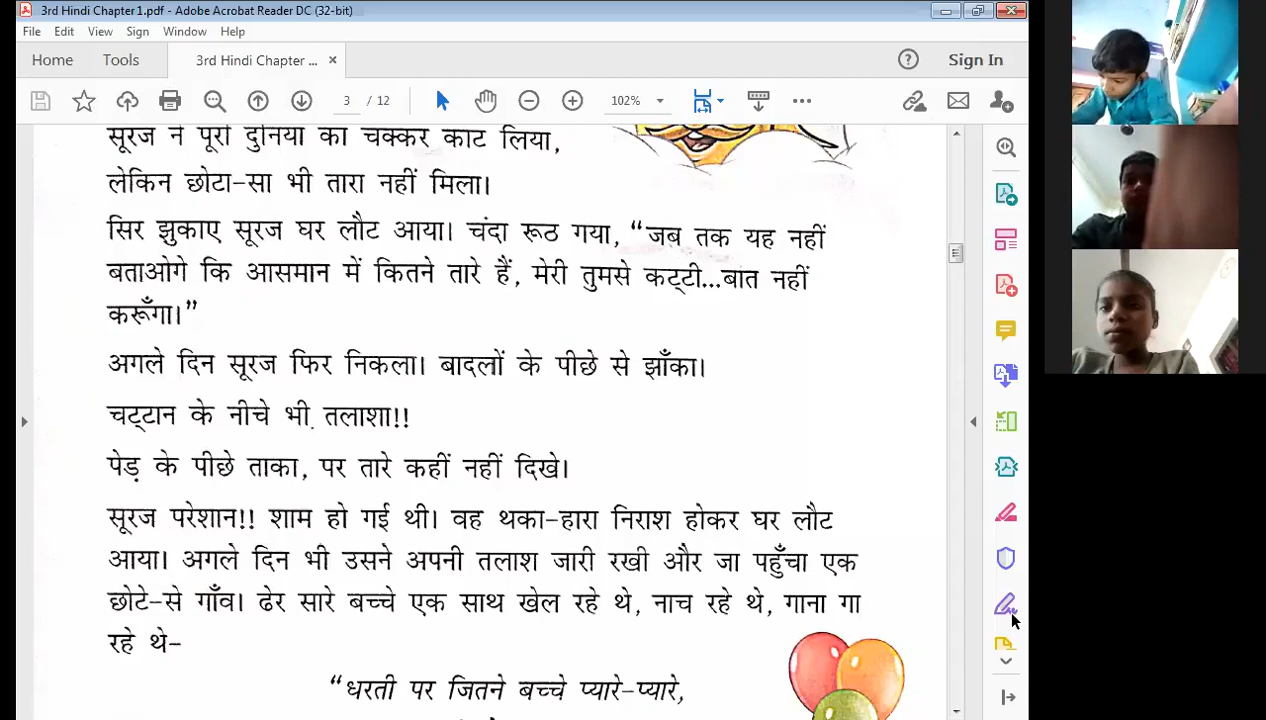 3rd Hindi Chapter 1.pdf - Adobe Acrobat Reader DC (32-bit)
File Edit View Sign Window Help
Home Tools 3rd Hindi Chapter ... × Sign In
3 / 12 102%
सूरज ने पूरी दुनिया का चक्कर काट लिया,
लेकिन छोटा-सा भी तारा नहीं मिला।
सिर झुकाए सूरज घर लौट आया। चंदा रूठ गया, “जब तक यह नहीं
बताओगे कि आसमान में कितने तारे हैं, मेरी तुमसे कट्टी...बात नहीं
करूँगा।”
अगले दिन सूरज फिर निकला। बादलों के पीछे से झाँका।
चट्टान के नीचे भी तलाशा!!
पेड़ के पीछे ताका, पर तारे कहीं नहीं दिखे।
सूरज परेशान!! शाम हो गई थी। वह थका-हारा निराश होकर घर लौट
आया। अगले दिन भी उसने अपनी तलाश जारी रखी और जा पहुँचा एक
छोटे-से गाँव। ढेर सारे बच्चे एक साथ खेल रहे थे, नाच रहे थे, गाना गा
रहे थे-
“धरती पर जितने बच्चे प्यारे-प्यारे,